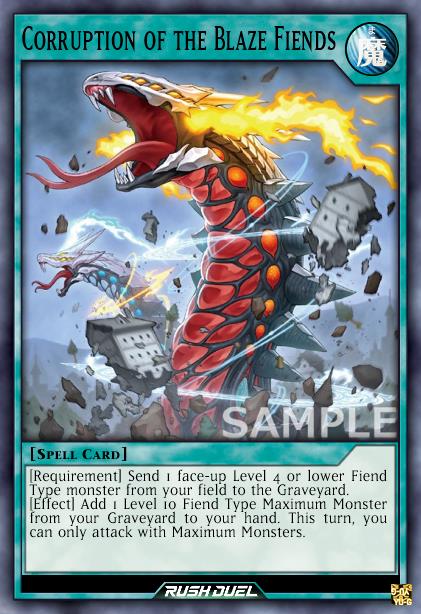 Corruption of the Blaze Fiends
ま
魔
SAMPLE
[Spell Card]
[Requirement] Send 1 face-up Level 4 or lower Fiend
Type monster from your field to the Graveyard.
[Effect] Add 1 Level 10 Fiend Type Maximum Monster
from your Graveyard to your hand. This turn, you
can only attack with Maximum Monsters.
RUSH DUEL